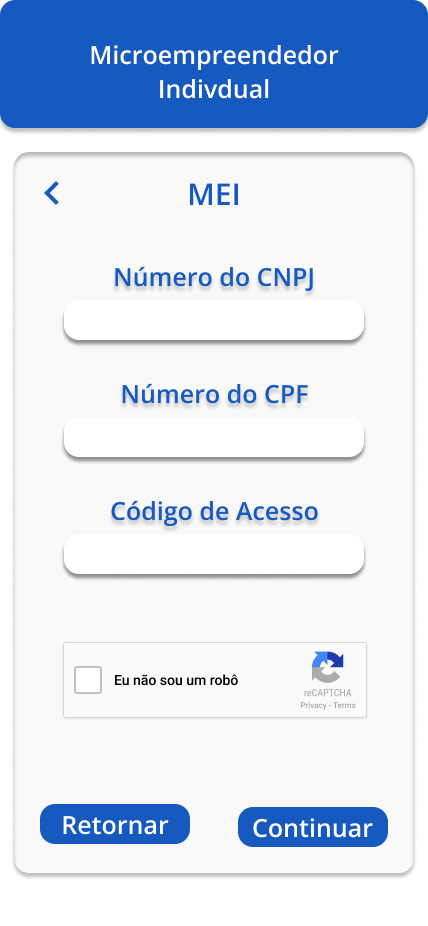 Microempreendedor
Indivdual
MEI
Número do CNPJ
Número do CPF
Código de Acesso
Eu não sou um robô
reCAPTCHA
Privacy - Terms
Retornar
Continuar